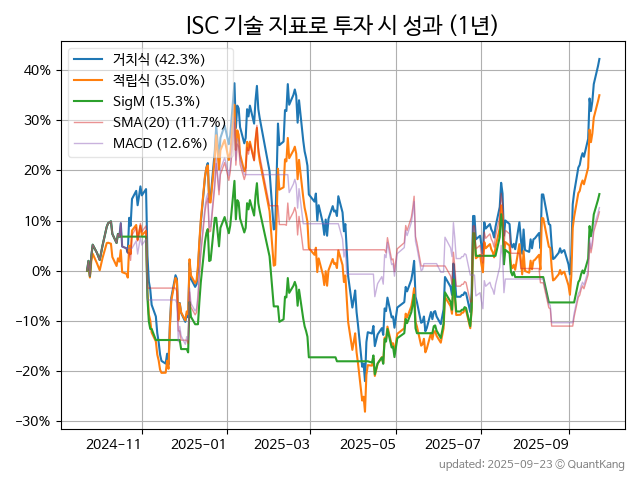 ISC 기술 지표로 투자 시 성과 (1년)
거치식 (42.3%)
적립식 (35.0%)
SigM (15.3%)
SMA(20) (11.7%)
MACD (12.6%)
40%
30%
20%
10%
0%
−10%
−20%
−30%
2024-11
2025-01
2025-03
2025-05
2025-07
2025-09
updated: 2025-09-23 © QuantKang